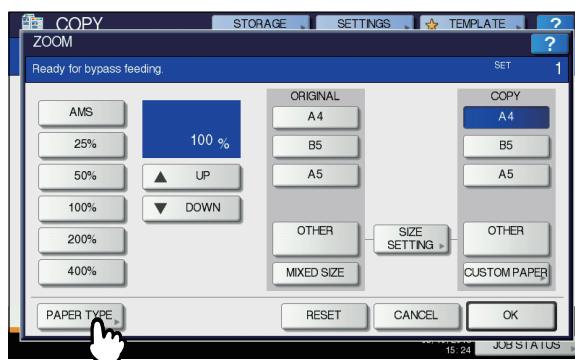 COPY STORAGE SETTINGS TEMPLATE ?
ZOOM ?
Ready for bypass feeding. SET 1
ORIGINAL COPY
AMS A4 A4
25% 100 % B5 B5
50% UP A5 A5
100% DOWN
200% OTHER SIZE SETTING OTHER
400% MIXED SIZE CUSTOM PAPER
PAPER TYPE RESET CANCEL OK
15:24 JOB STATUS